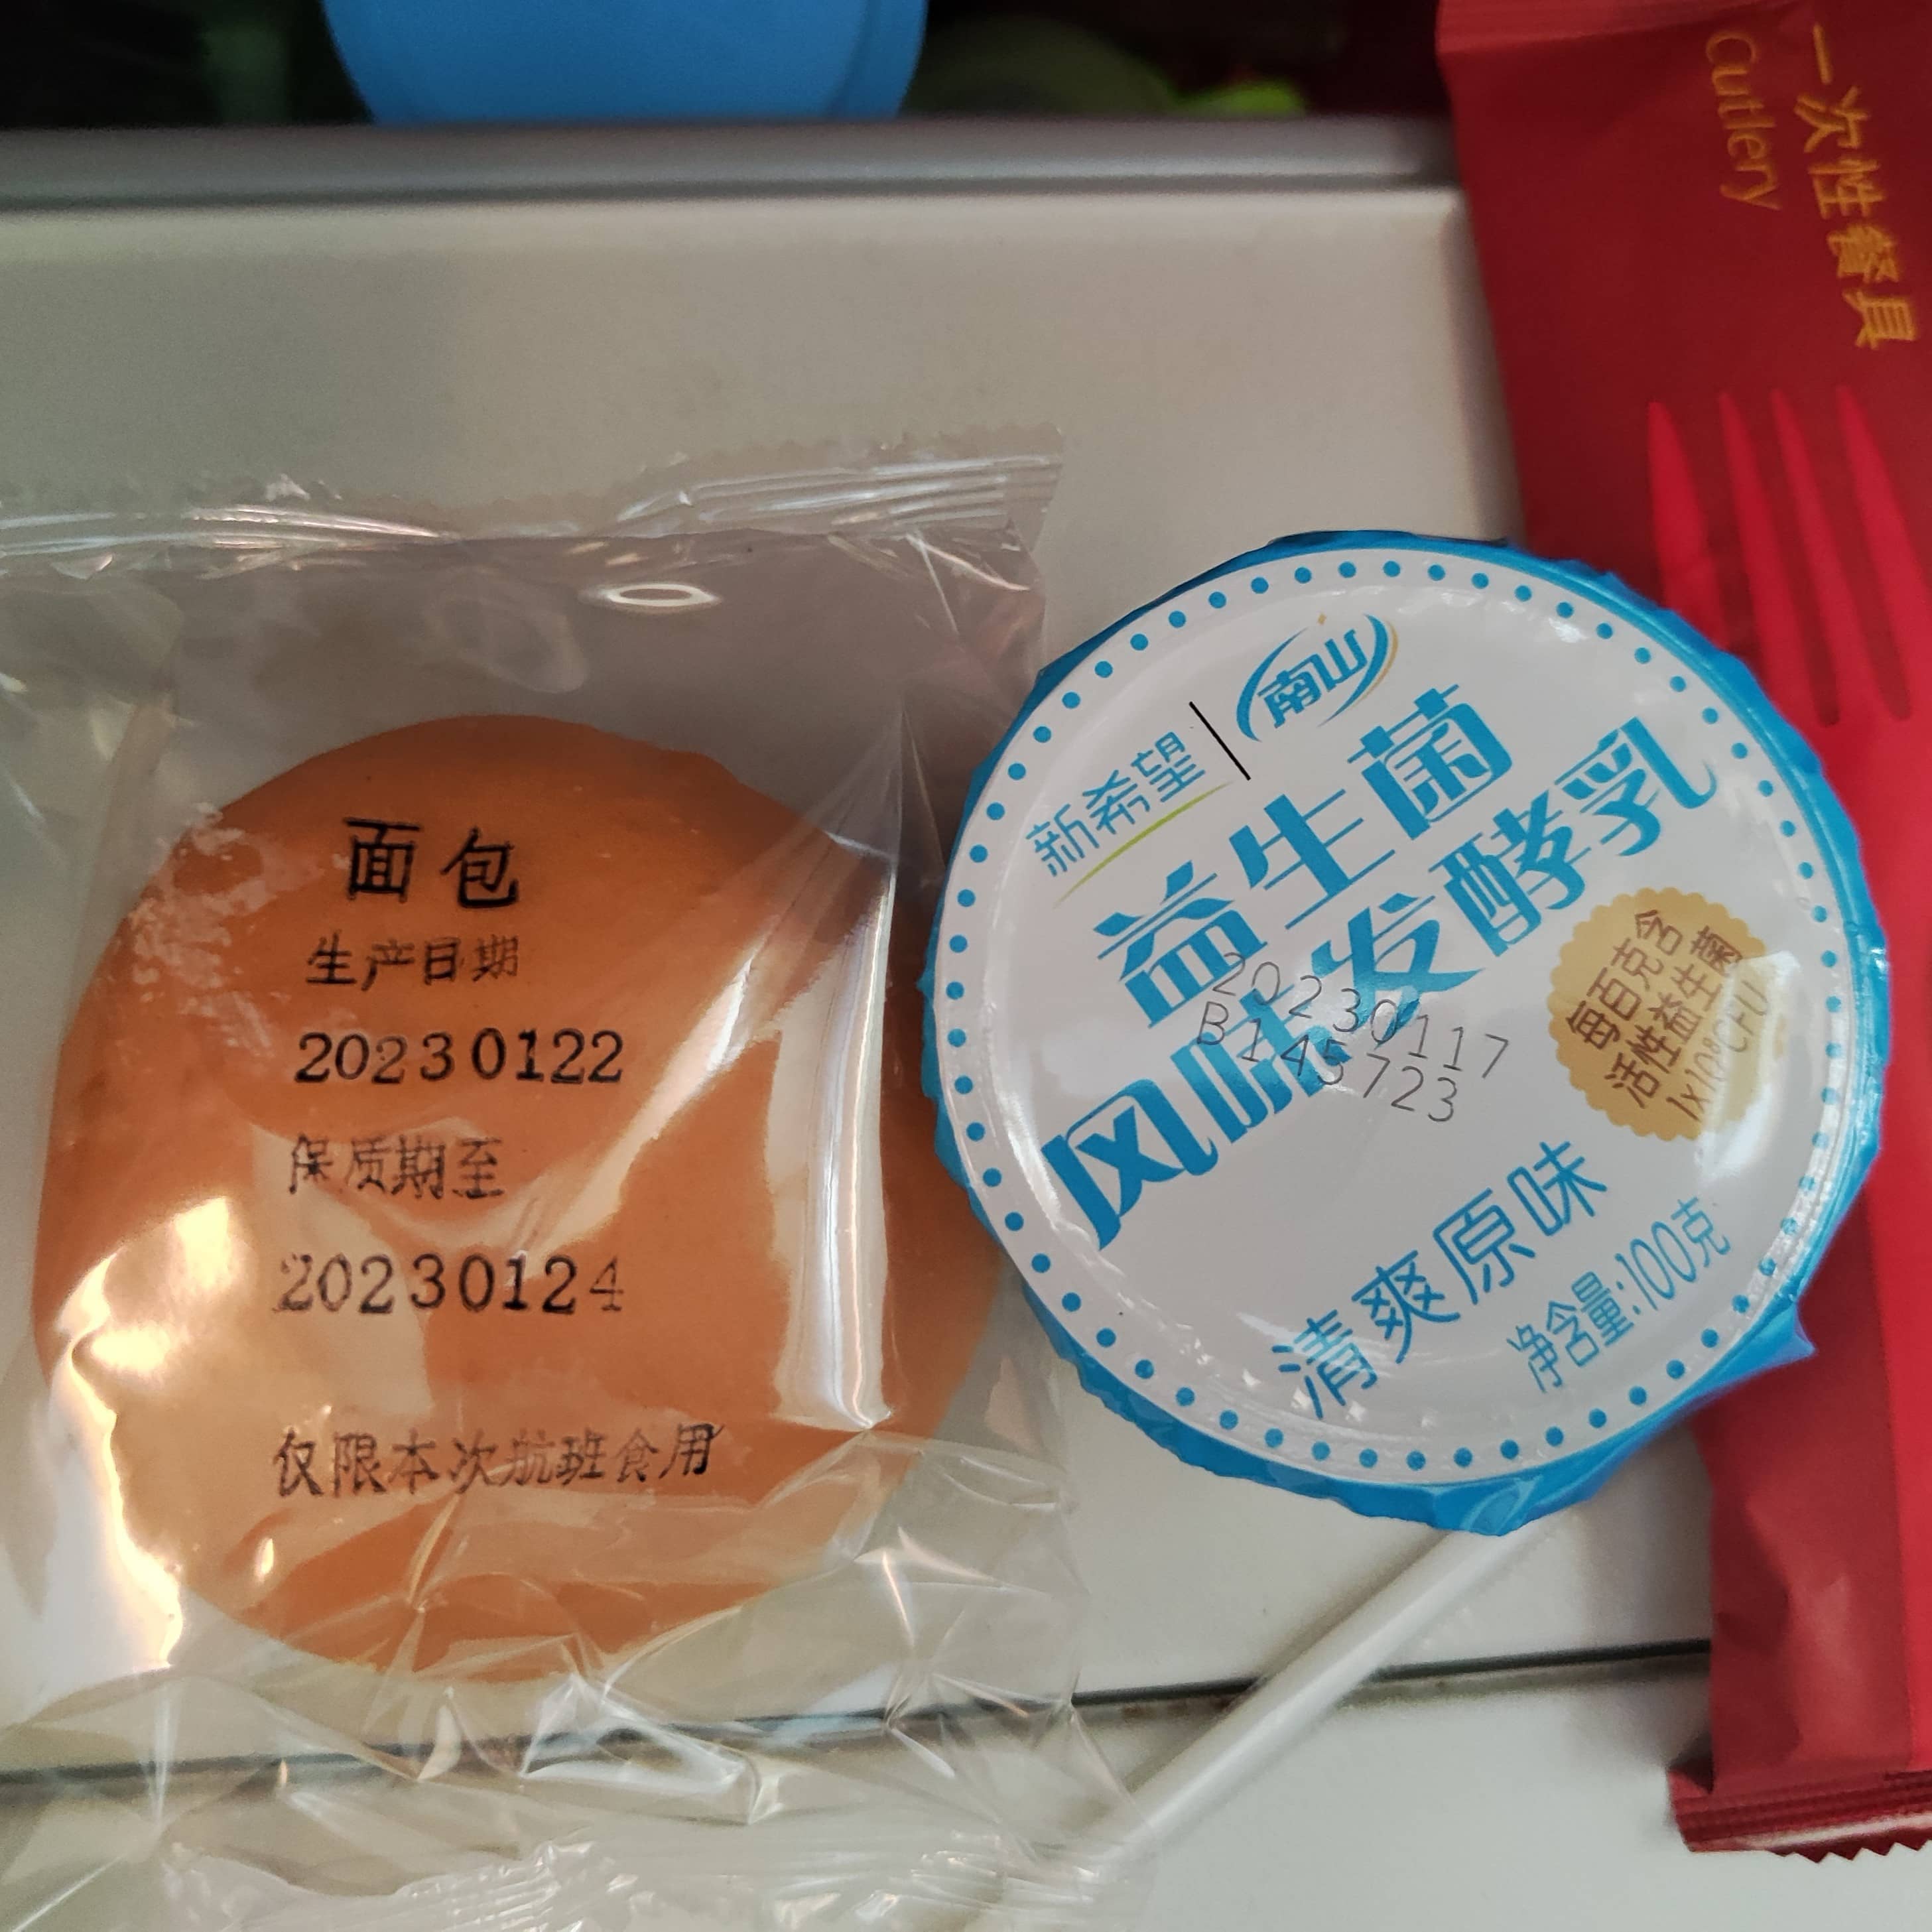 一次性餐具
Cutlery
面包
生产日期
20230122
保质期至
20230124
仅限本次航班食用
新希望
南山
益生菌
风味发酵乳
20230117
B145723
每百克含
活性益生菌
1x10⁸CFU
清爽原味
净含量:100克